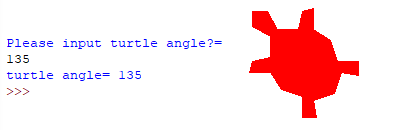 Please input turtle angle?=
135
turtle angle= 135
>>>